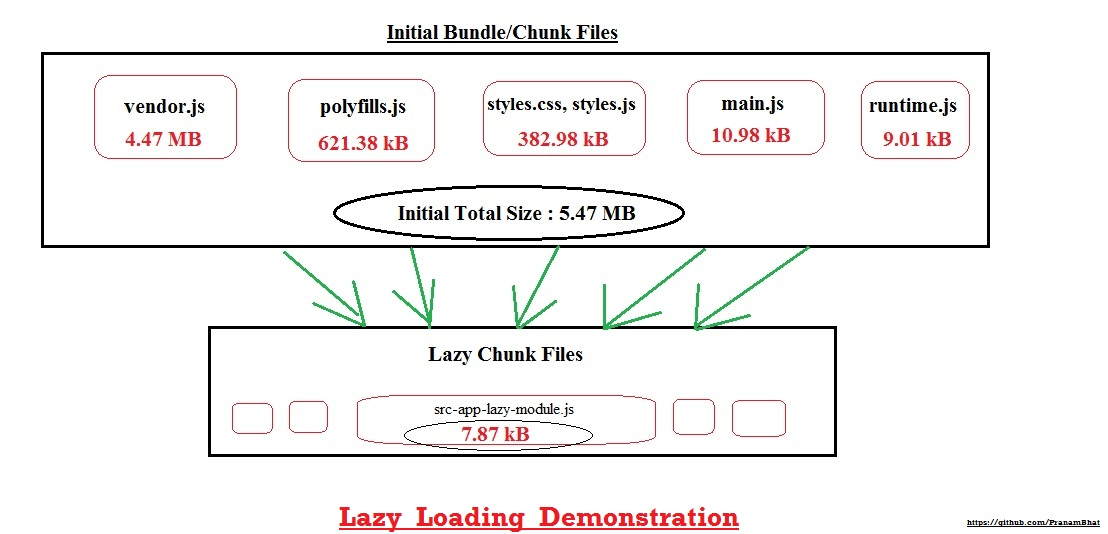 Initial Bundle/Chunk Files
vendor.js
4.47 MB
polyfills.js
621.38 kB
styles.css, styles.js
382.98 kB
main.js
10.98 kB
runtime.js
9.01 kB
Initial Total Size : 5.47 MB
Lazy Chunk Files
src-app-lazy-module.js
7.87 kB
Lazy Loading Demonstration
https://github.com/PranamBhat